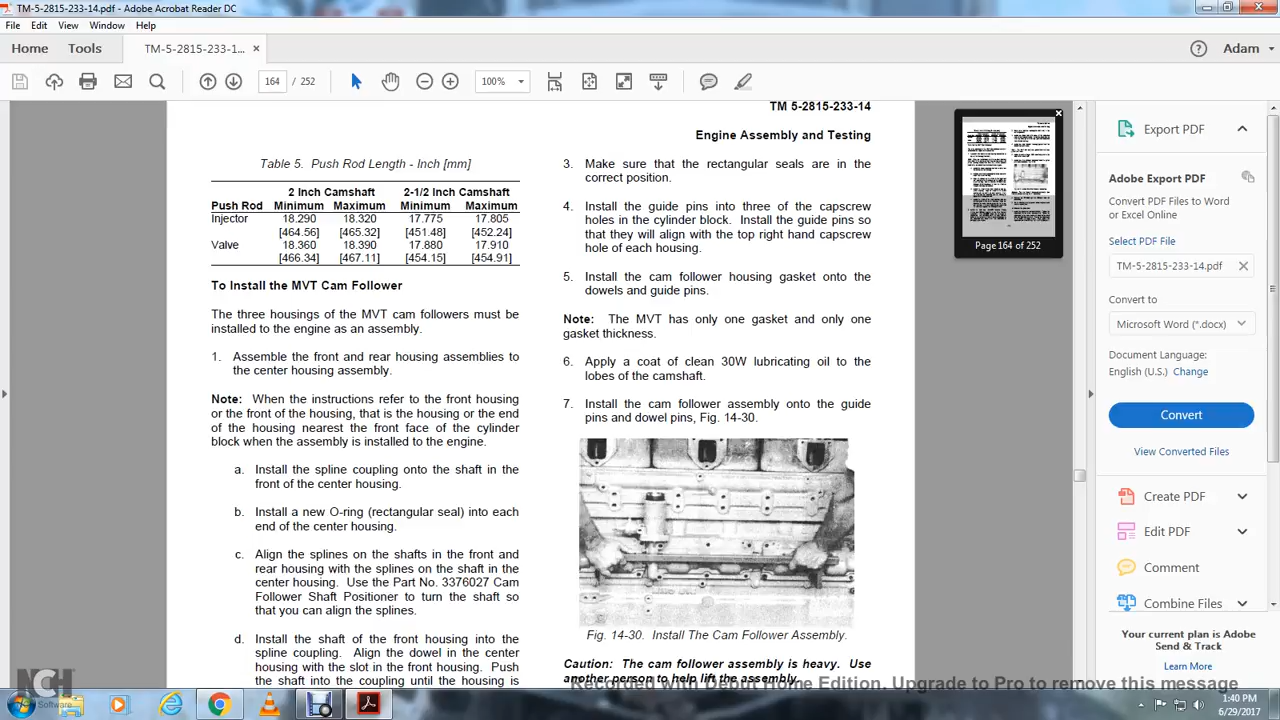 TM-5-2815-233-14.pdf - Adobe Acrobat Reader DC
File Edit View Window Help
Home Tools TM-5-2815-233-1... × Adam
164 / 252 100%
TM 5-2815-233-14
Engine Assembly and Testing
Table 5. Push Rod Length - Inch [mm]
2 Inch Camshaft 2-1/2 Inch Camshaft
Push Rod Minimum Maximum Minimum Maximum
Injector 18.290 18.320 17.775 17.805
[464.56] [465.32] [451.48] [452.24]
Valve 18.360 18.390 17.880 17.910
[466.34] [467.11] [454.15] [454.91]
To Install the MVT Cam Follower
The three housings of the MVT cam followers must be
installed to the engine as an assembly.
1. Assemble the front and rear housing assemblies to
the center housing assembly.
Note: When the instructions refer to the front housing
or the front of the housing, that is the housing or the end
of the housing nearest the front face of the cylinder
block when the assembly is installed to the engine.
a. Install the spline coupling onto the shaft in the
front of the center housing.
b. Install a new O-ring (rectangular seal) into each
end of the center housing.
c. Align the splines on the shafts in the front and
rear housing with the splines on the shaft in the
center housing. Use the Part No. 3376027 Cam
Follower Shaft Positioner to turn the shaft so
that you can align the splines.
d. Install the shaft of the front housing into the
spline coupling. Align the dowel in the center
housing with the slot in the front housing. Push
the shaft into the coupling until the housing is
3. Make sure that the rectangular seals are in the
correct position.
4. Install the guide pins into three of the capscrew
holes in the cylinder block. Install the guide pins so
that they will align with the top right hand capscrew
hole of each housing.
5. Install the cam follower housing gasket onto the
dowels and guide pins.
Note: The MVT has only one gasket and only one
gasket thickness.
6. Apply a coat of clean 30W lubricating oil to the
lobes of the camshaft.
7. Install the cam follower assembly onto the guide
pins and dowel pins, Fig. 14-30.
Fig. 14-30. Install The Cam Follower Assembly.
Caution: The cam follower assembly is heavy. Use
another person to help lift the assembly.
Page 164 of 252
Export PDF
Adobe Export PDF
Convert PDF Files to Word
or Excel Online
Select PDF File
TM-5-2815-233-14.pdf
Convert to
Microsoft Word (*.docx)
Document Language:
English (U.S.) Change
Convert
View Converted Files
Create PDF
Edit PDF
Comment
Combine Files
Your current plan is Adobe
Send & Track
Learn More
Recorded with Debut Home Edition. Upgrade to Pro to remove this message
NCH
Software
1:40 PM
6/29/2017